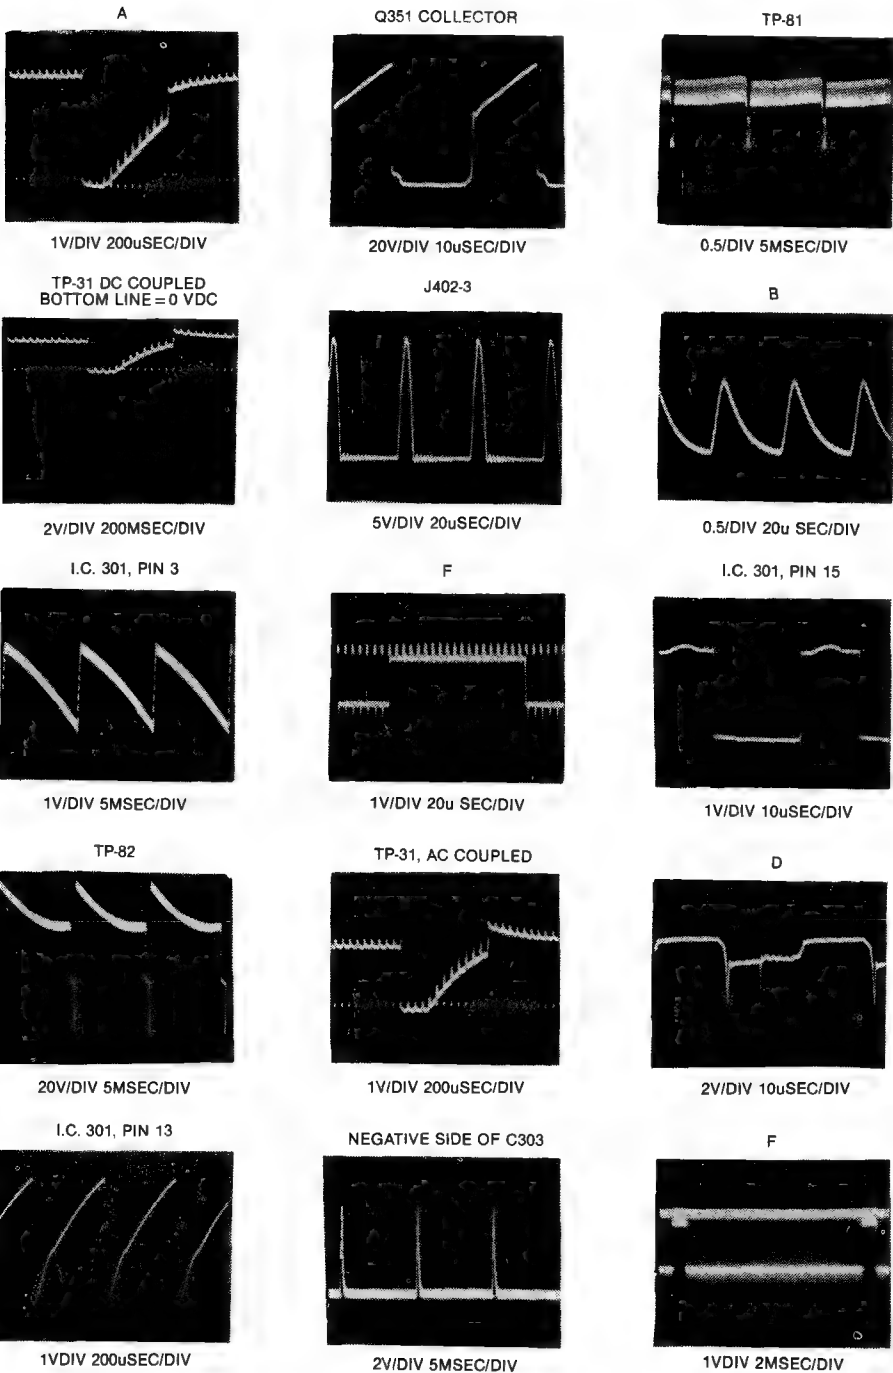 A
Q351 COLLECTOR
TP-81
1V/DIV 200uSEC/DIV
20V/DIV 10uSEC/DIV
0.5/DIV 5MSEC/DIV
TP-31 DC COUPLED
BOTTOM LINE = 0 VDC
J402-3
B
2V/DIV 200MSEC/DIV
5V/DIV 20uSEC/DIV
0.5/DIV 20u SEC/DIV
I.C. 301, PIN 3
F
I.C. 301, PIN 15
1V/DIV 5MSEC/DIV
1V/DIV 20u SEC/DIV
1V/DIV 10uSEC/DIV
TP-82
TP-31, AC COUPLED
D
20V/DIV 5MSEC/DIV
1V/DIV 200uSEC/DIV
2V/DIV 10uSEC/DIV
I.C. 301, PIN 13
NEGATIVE SIDE OF C303
F
1VDIV 200uSEC/DIV
2V/DIV 5MSEC/DIV
1VDIV 2MSEC/DIV